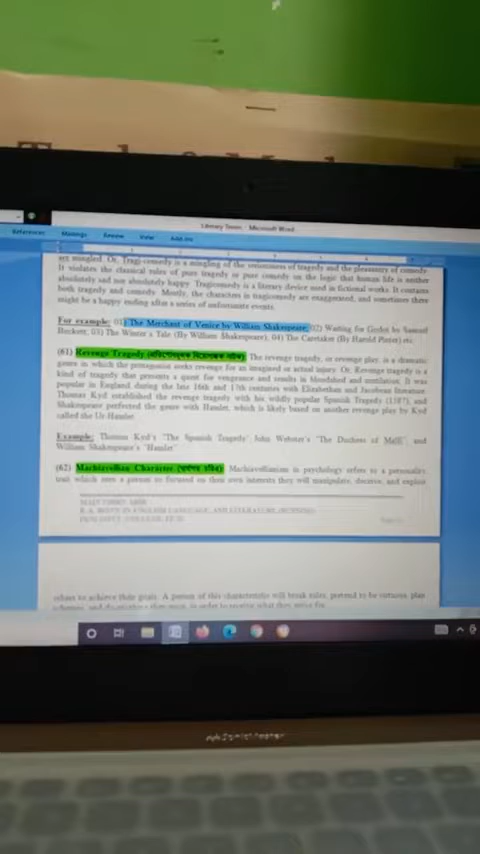 Literary Terms - Microsoft Word
References Mailings Review View Add-Ins
are mingled. Or, Tragi-comedy is a mingling of the seriousness of tragedy and the pleasantry of comedy
It violates the classical rules of pure tragedy or pure comedy on the logic that human life is neither
absolutely sad nor absolutely happy. Tragicomedy is a literary device used in fictional works. It contains
both tragedy and comedy. Mostly, the characters in tragicomedy are exaggerated, and sometimes there
might be a happy ending after a series of unfortunate events.
For example: 01) The Merchant of Venice by William Shakespeare, 02) Waiting for Godot by Samuel
Beckett, 03) The Winter's Tale (By William Shakespeare), 04) The Caretaker (By Harold Pinter) etc.
(61) Revenge Tragedy The revenge tragedy, or revenge play, is a dramatic
genre in which the protagonist seeks revenge for an imagined or actual injury. Or, Revenge tragedy is a
kind of tragedy that presents a quest for vengeance and results in bloodshed and mutilation. It was
popular in England during the late 16th and 17th centuries with Elizabethan and Jacobean literature.
Thomas Kyd established the revenge tragedy with his wildly popular Spanish Tragedy (1587), and
Shakespeare perfected the genre with Hamlet, which is likely based on another revenge play by Kyd
called the Ur-Hamlet.
Example: Thomas Kyd's "The Spanish Tragedy" John Webster's "The Duchess of Malfi", and
William Shakespeare's "Hamlet"
(62) Machiavellian Character Machiavellianism in psychology refers to a personality
trait which sees a person so focused on their own interests they will manipulate, deceive, and exploit
others to achieve their goals. A person of this characteristic will break rules, pretend to be virtuous, plan